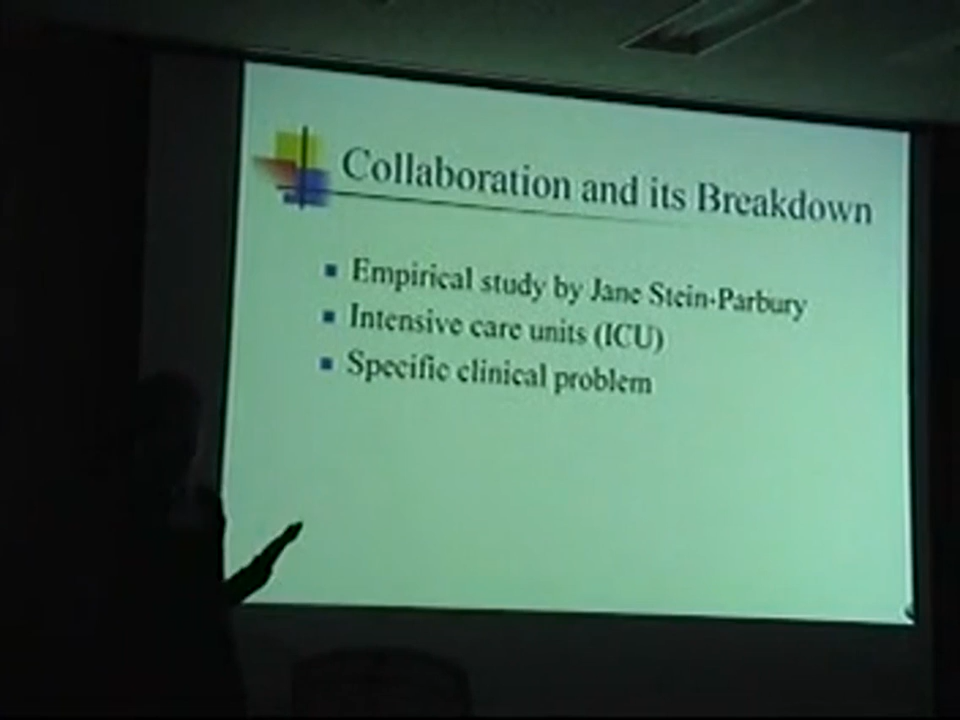 Collaboration and its Breakdown
Empirical study by Jane Stein-Parbury
Intensive care units (ICU)
Specific clinical problem